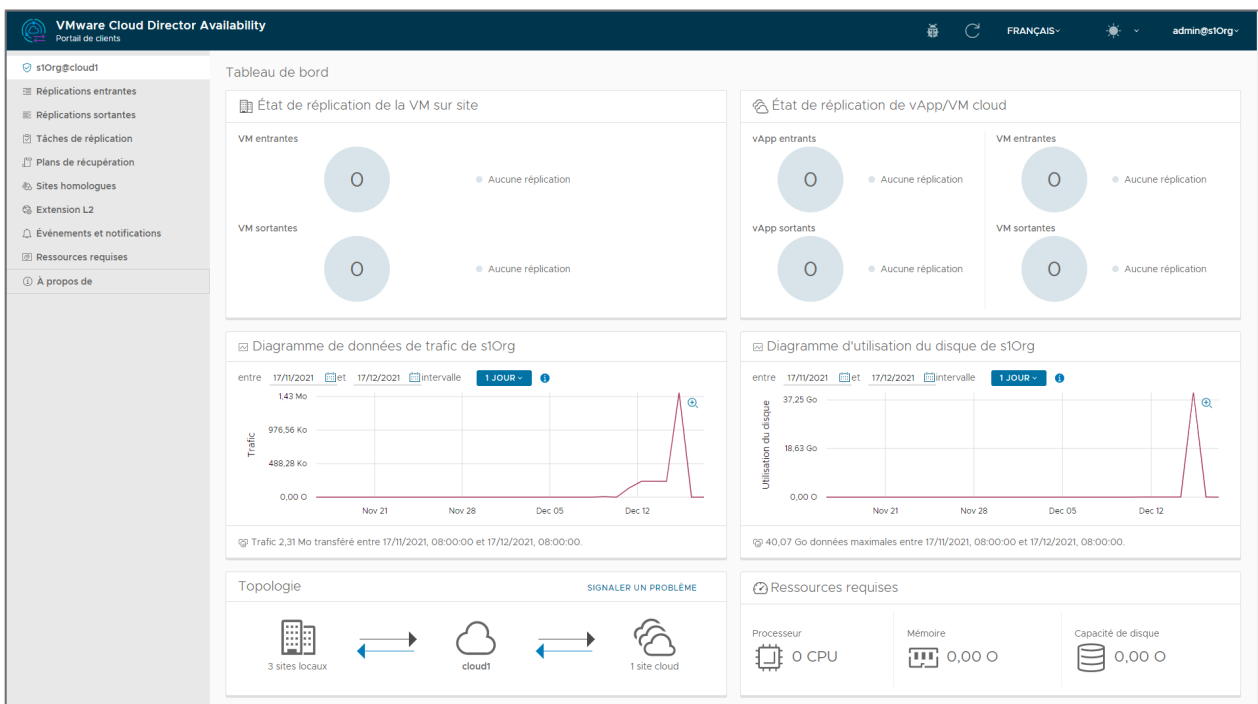 VMware Cloud Director Availability
Portail de clients
FRANÇAIS
admin@s1Org
s1Org@cloud1
Réplications entrantes
Réplications sortantes
Tâches de réplication
Plans de récupération
Sites homologues
Extension L2
Événements et notifications
Ressources requises
À propos de
Tableau de bord
État de réplication de la VM sur site
VM entrantes
0
Aucune réplication
VM sortantes
0
Aucune réplication
État de réplication de vApp/VM cloud
vApp entrants
0
Aucune réplication
VM entrantes
0
Aucune réplication
vApp sortants
0
Aucune réplication
VM sortantes
0
Aucune réplication
Diagramme de données de trafic de s1Org
entre 17/11/2021 et 17/12/2021 intervalle 1 JOUR
Trafic
1,43 Mo
976,56 Ko
488,28 Ko
0,00 O
Nov 21 Nov 28 Dec 05 Dec 12
Trafic 2,31 Mo transféré entre 17/11/2021, 08:00:00 et 17/12/2021, 08:00:00.
Diagramme d'utilisation du disque de s1Org
entre 17/11/2021 et 17/12/2021 intervalle 1 JOUR
Utilisation du disque
37,25 Go
18,63 Go
0,00 O
Nov 21 Nov 28 Dec 05 Dec 12
40,07 Go données maximales entre 17/11/2021, 08:00:00 et 17/12/2021, 08:00:00.
Topologie
SIGNALER UN PROBLÈME
3 sites locaux
cloud1
1 site cloud
Ressources requises
Processeur
0 CPU
Mémoire
0,00 O
Capacité de disque
0,00 O